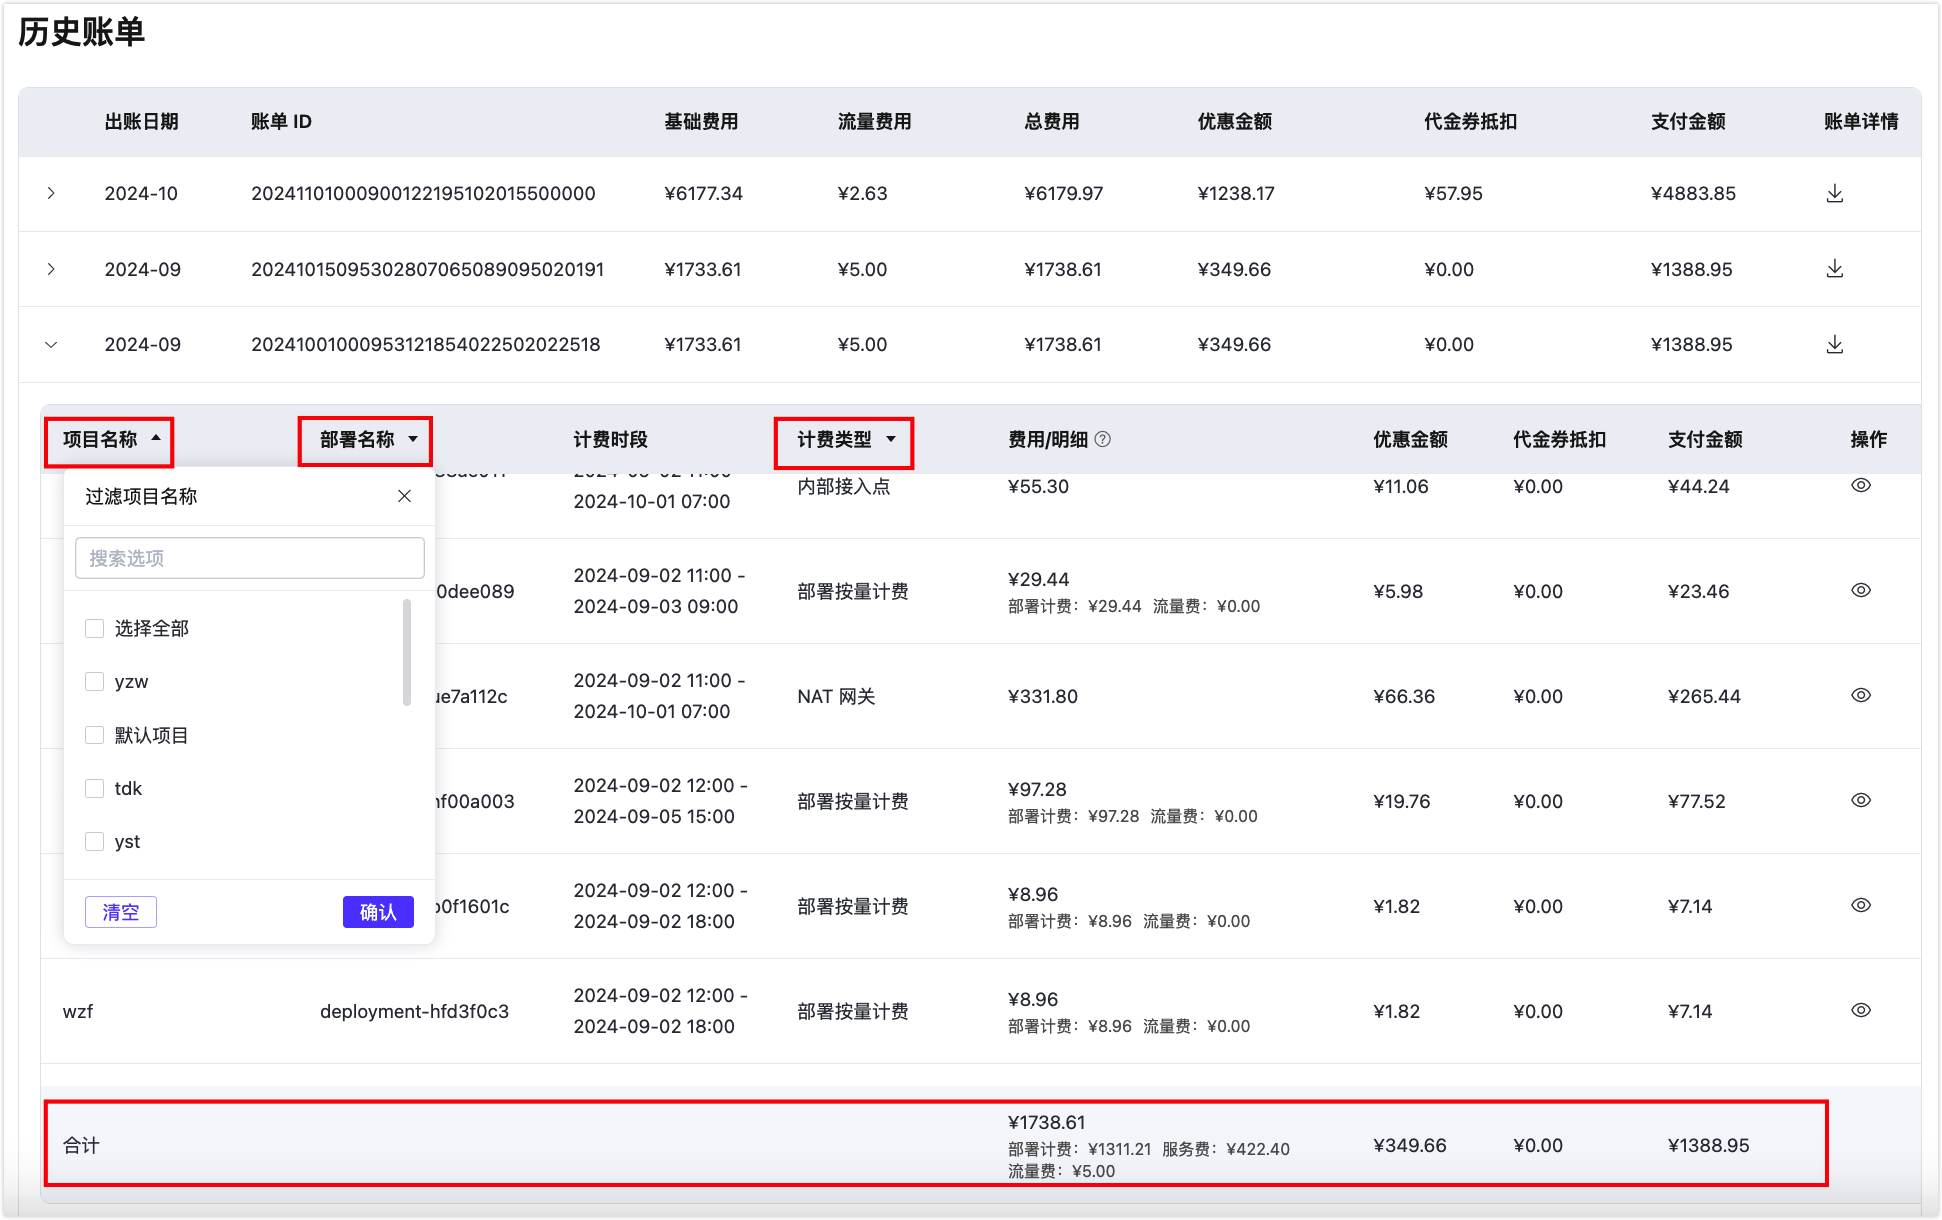 历史账单
出账日期 账单 ID 基础费用 流量费用 总费用 优惠金额 代金券抵扣 支付金额 账单详情
2024-10 20241101000900122195102015500000 ¥6177.34 ¥2.63 ¥6179.97 ¥1238.17 ¥57.95 ¥4883.85
2024-09 20241015095302807065089095020191 ¥1733.61 ¥5.00 ¥1738.61 ¥349.66 ¥0.00 ¥1388.95
2024-09 20241001000953121854022502022518 ¥1733.61 ¥5.00 ¥1738.61 ¥349.66 ¥0.00 ¥1388.95
项目名称 部署名称 计费时段 计费类型 费用/明细 优惠金额 代金券抵扣 支付金额 操作
过滤项目名称
搜索选项
选择全部
yzw
默认项目
tdk
yst
清空 确认
2024-10-01 07:00 内部接入点 ¥55.30 ¥11.06 ¥0.00 ¥44.24
0dee089 2024-09-02 11:00 -
2024-09-03 09:00 部署按量计费 ¥29.44
部署计费：¥29.44 流量费：¥0.00 ¥5.98 ¥0.00 ¥23.46
e7a112c 2024-09-02 11:00 -
2024-10-01 07:00 NAT 网关 ¥331.80 ¥66.36 ¥0.00 ¥265.44
f00a003 2024-09-02 12:00 -
2024-09-05 15:00 部署按量计费 ¥97.28
部署计费：¥97.28 流量费：¥0.00 ¥19.76 ¥0.00 ¥77.52
0f1601c 2024-09-02 12:00 -
2024-09-02 18:00 部署按量计费 ¥8.96
部署计费：¥8.96 流量费：¥0.00 ¥1.82 ¥0.00 ¥7.14
wzf deployment-hfd3f0c3 2024-09-02 12:00 -
2024-09-02 18:00 部署按量计费 ¥8.96
部署计费：¥8.96 流量费：¥0.00 ¥1.82 ¥0.00 ¥7.14
合计 ¥1738.61
部署计费：¥1311.21 服务费：¥422.40
流量费：¥5.00 ¥349.66 ¥0.00 ¥1388.95